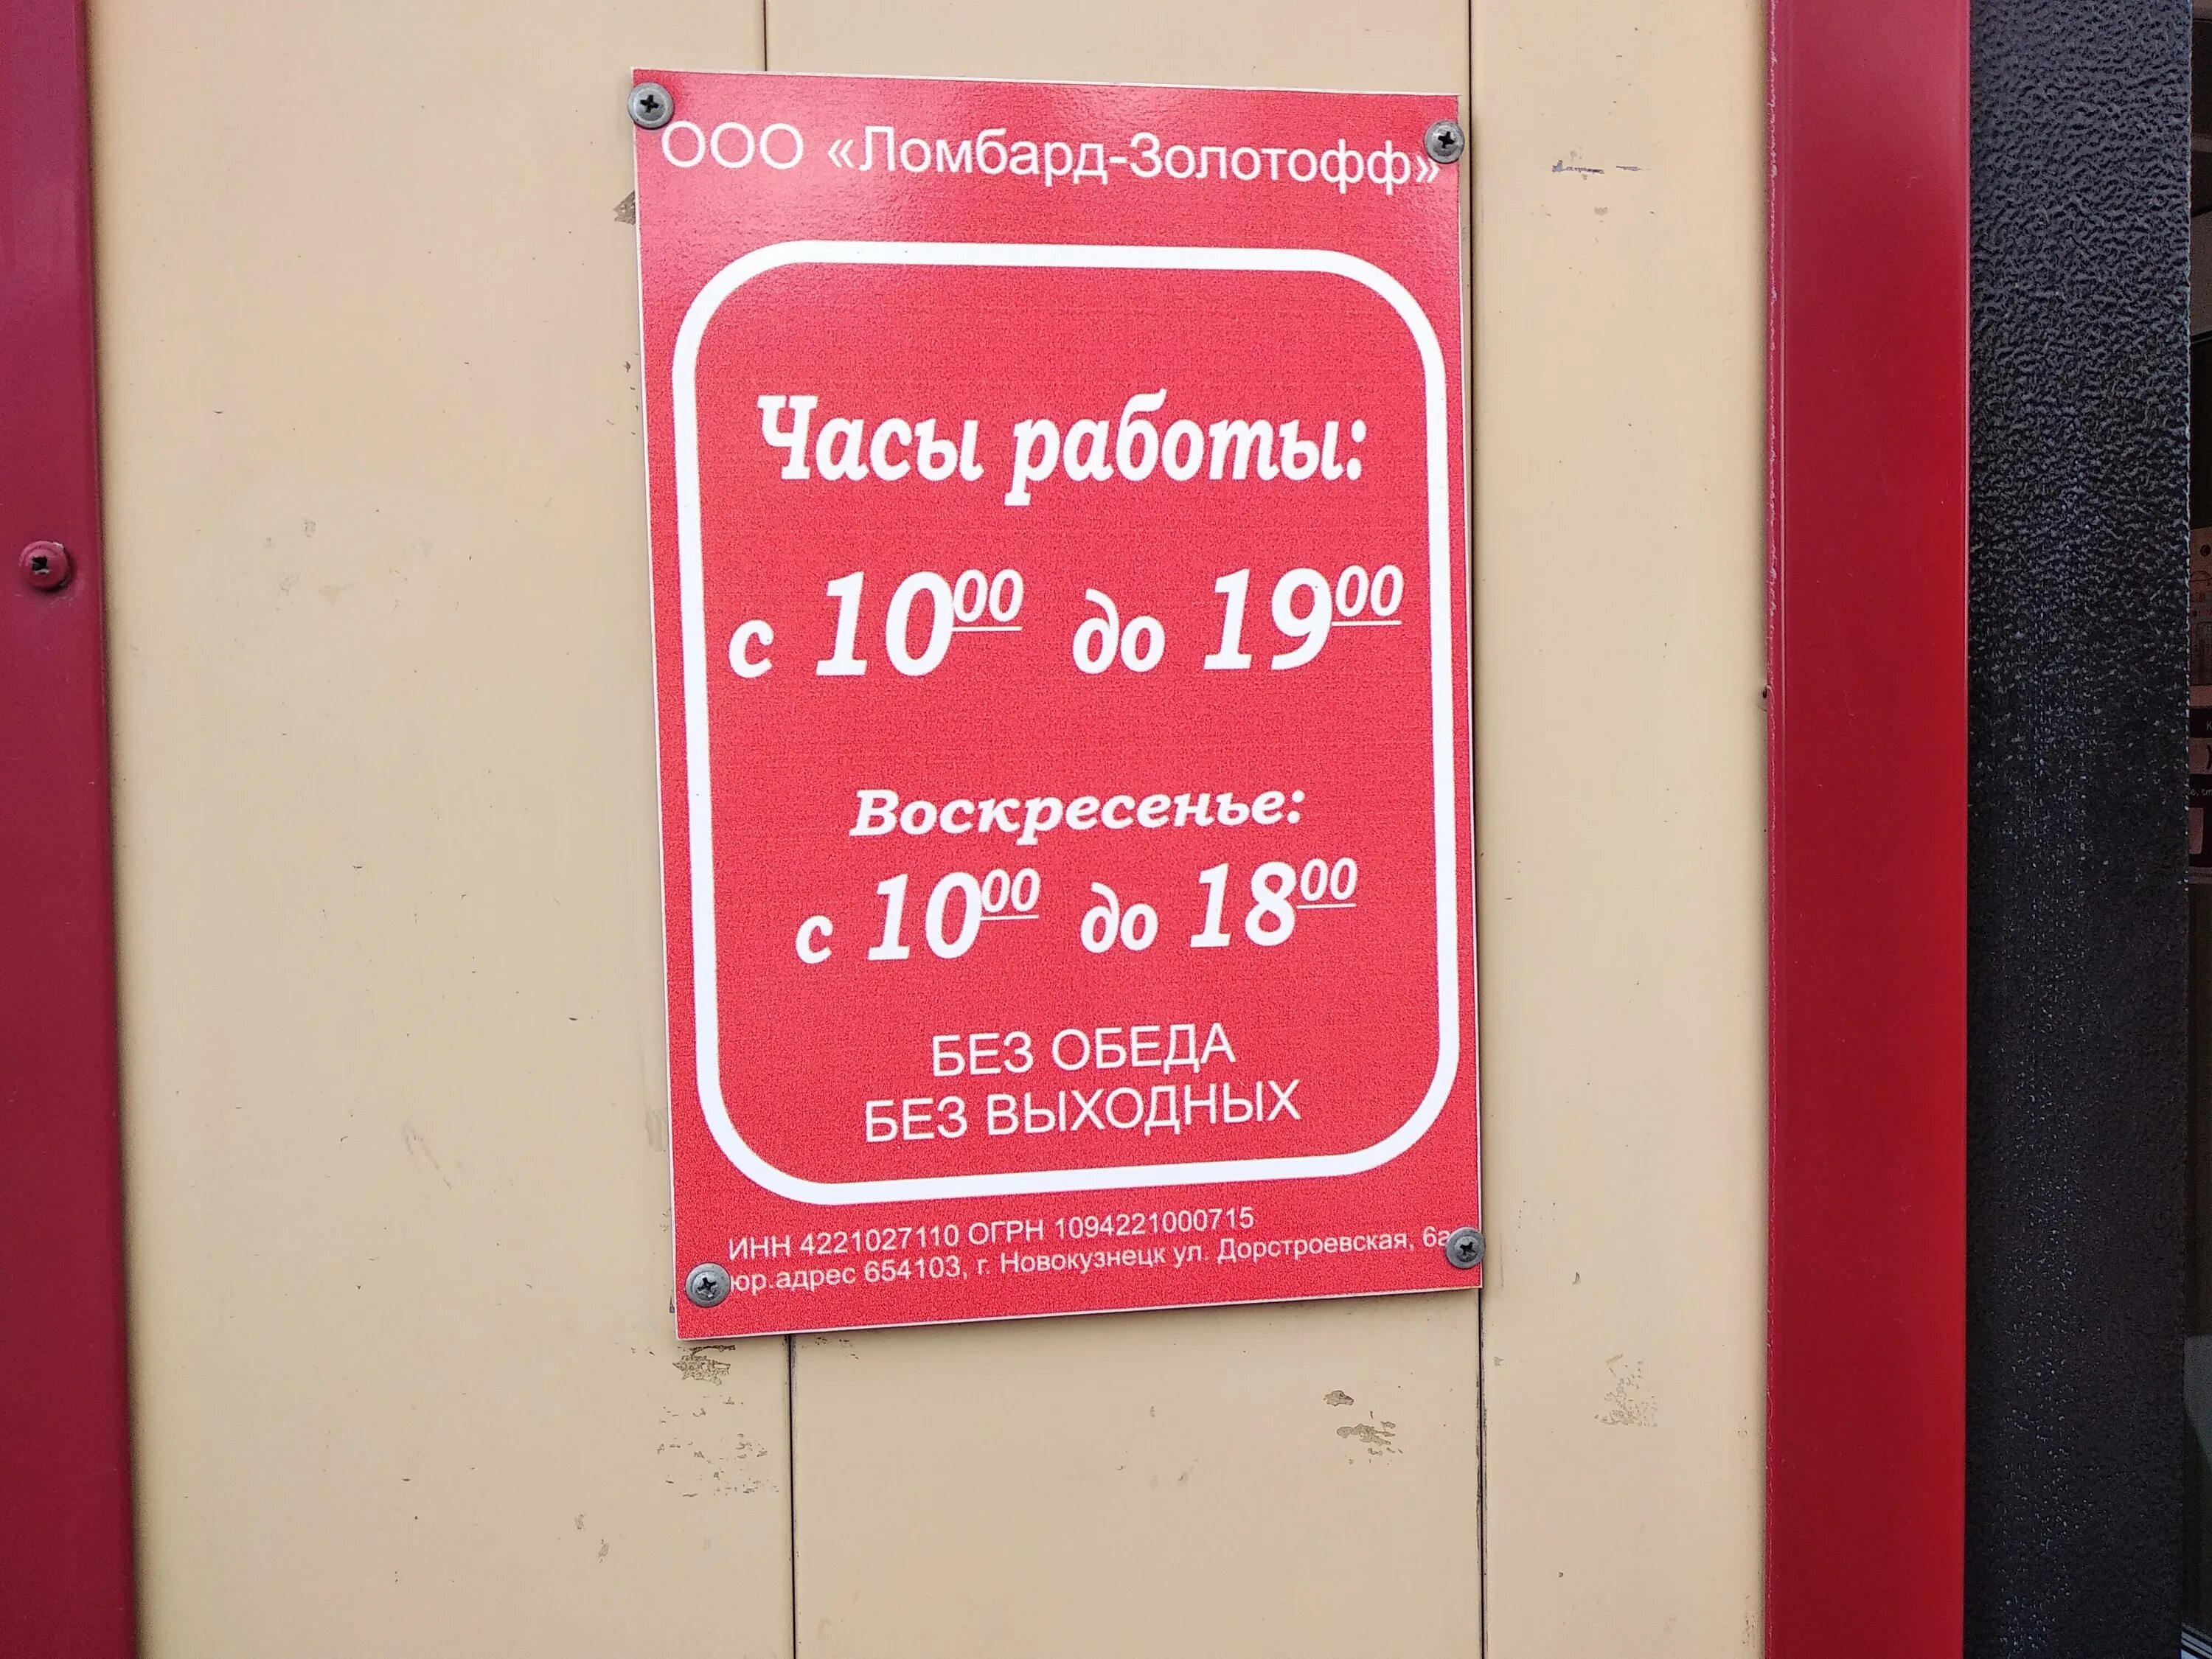 ООО «Ломбард-Золотофф»
Часы работы:
с 10⁰⁰ до 19⁰⁰
Воскресенье:
с 10⁰⁰ до 18⁰⁰
БЕЗ ОБЕДА
БЕЗ ВЫХОДНЫХ
ИНН 4221027110 ОГРН 1094221000715
юр.адрес 654103, г. Новокузнецк ул. Дорстроевская, 6а